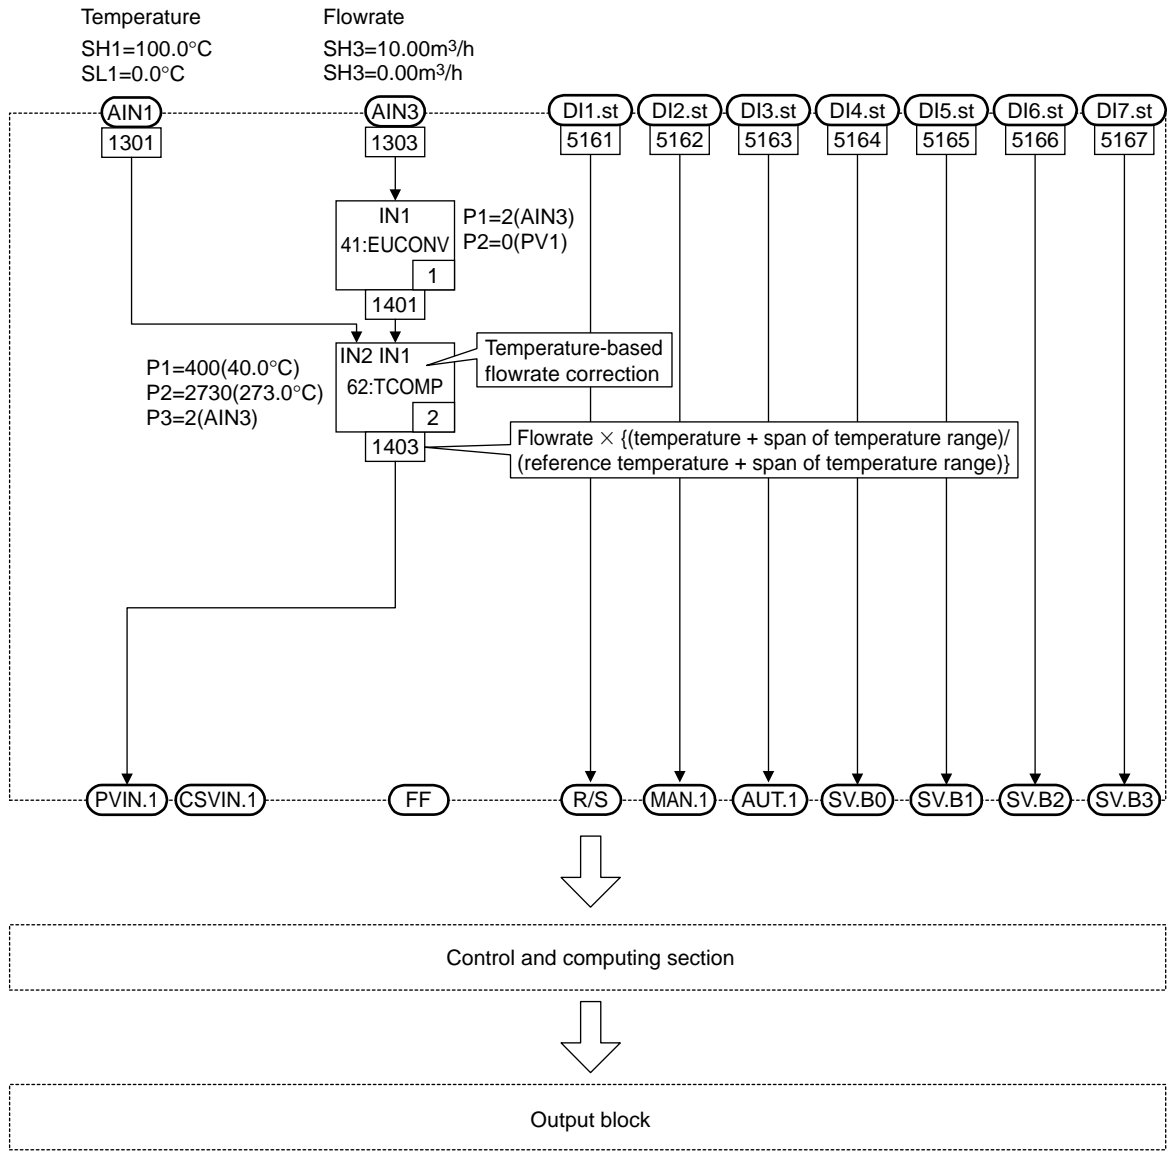 Temperature
SH1=100.0°C
SL1=0.0°C
Flowrate
SH3=10.00m³/h
SH3=0.00m³/h
AIN1
AIN3
DI1.st
DI2.st
DI3.st
DI4.st
DI5.st
DI6.st
DI7.st
1301
1303
5161
5162
5163
5164
5165
5166
5167
IN1
41:EUCONV
1
P1=2(AIN3)
P2=0(PV1)
1401
IN2 IN1
62:TCOMP
2
P1=400(40.0°C)
P2=2730(273.0°C)
P3=2(AIN3)
Temperature-based
flowrate correction
1403
Flowrate × {(temperature + span of temperature range)/
(reference temperature + span of temperature range)}
PVIN.1
CSVIN.1
FF
R/S
MAN.1
AUT.1
SV.B0
SV.B1
SV.B2
SV.B3
Control and computing section
Output block